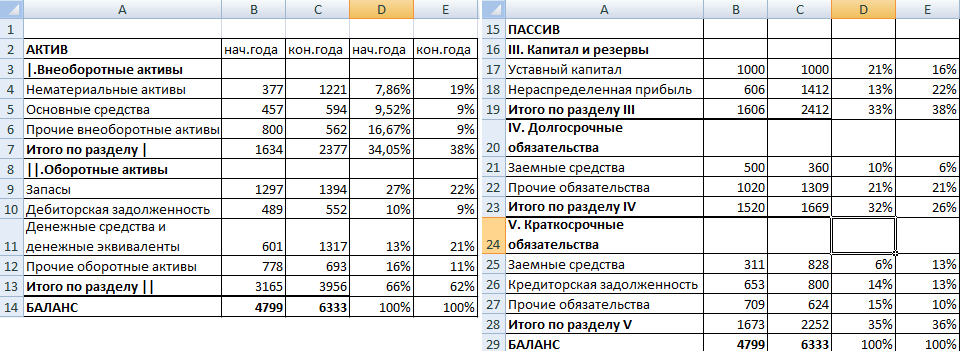 A B C D E
1
2 АКТИВ нач.года кон.года нач.года кон.года
3 |.Внеоборотные активы
4 Нематериальные активы 377 1221 7,86% 19%
5 Основные средства 457 594 9,52% 9%
6 Прочие внеоборотные активы 800 562 16,67% 9%
7 Итого по разделу | 1634 2377 34,05% 38%
8 ||.Оборотные активы
9 Запасы 1297 1394 27% 22%
10 Дебиторская задолженность 489 552 10% 9%
Денежные средства и
11 денежные эквиваленты 601 1317 13% 21%
12 Прочие оборотные активы 778 693 16% 11%
13 Итого по разделу || 3165 3956 66% 62%
14 БАЛАНС 4799 6333 100% 100%
A B C D E
15 ПАССИВ
16 III. Капитал и резервы
17 Уставный капитал 1000 1000 21% 16%
18 Нераспределенная прибыль 606 1412 13% 22%
19 Итого по разделу III 1606 2412 33% 38%
IV. Долгосрочные
20 обязательства
21 Заемные средства 500 360 10% 6%
22 Прочие обязательства 1020 1309 21% 21%
23 Итого по разделу IV 1520 1669 32% 26%
V. Краткосрочные
24 обязательства
25 Заемные средства 311 828 6% 13%
26 Кредиторская задолженность 653 800 14% 13%
27 Прочие обязательства 709 624 15% 10%
28 Итого по разделу V 1673 2252 35% 36%
29 БАЛАНС 4799 6333 100% 100%